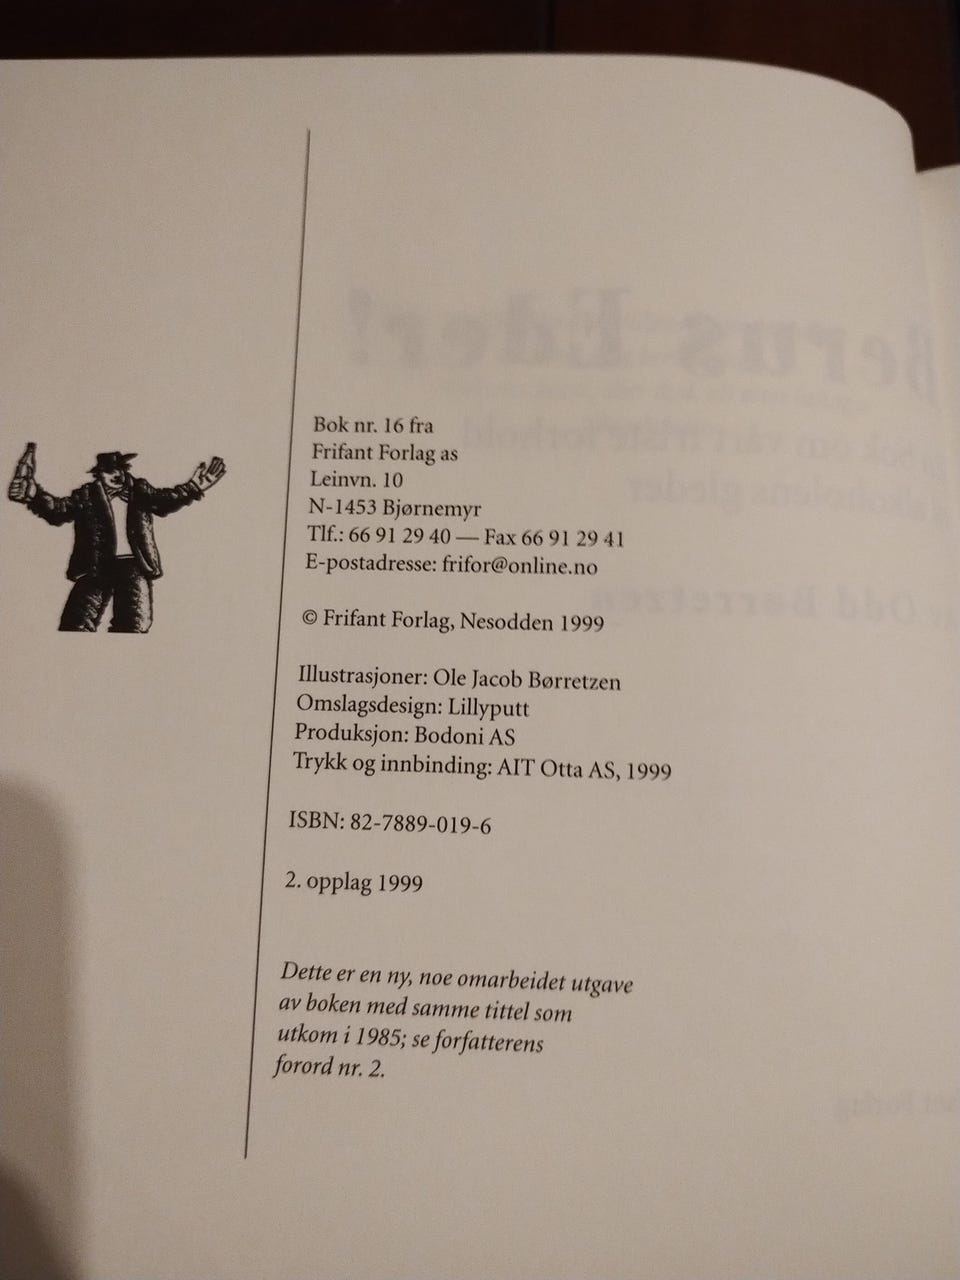 Bok nr. 16 fra
Frifant Forlag as
Leinvn. 10
N-1453 Bjørnemyr
Tlf.: 66 91 29 40 — Fax 66 91 29 41
E-postadresse: frifor@online.no
© Frifant Forlag, Nesodden 1999
Illustrasjoner: Ole Jacob Børretzen
Omslagsdesign: Lillyputt
Produksjon: Bodoni AS
Trykk og innbinding: AIT Otta AS, 1999
ISBN: 82-7889-019-6
2. opplag 1999
Dette er en ny, noe omarbeidet utgave
av boken med samme tittel som
utkom i 1985; se forfatterens
forord nr. 2.